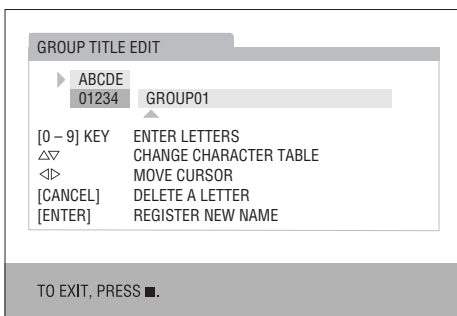 GROUP TITLE EDIT
ABCDE
01234 GROUP01
[0 – 9] KEY ENTER LETTERS
△▽ CHANGE CHARACTER TABLE
◁▷ MOVE CURSOR
[CANCEL] DELETE A LETTER
[ENTER] REGISTER NEW NAME
TO EXIT, PRESS ■.